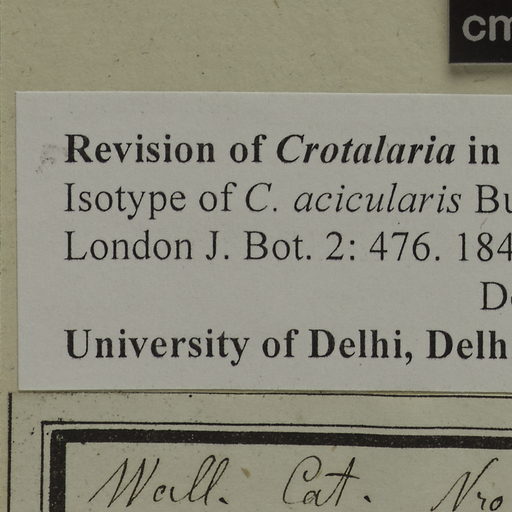 cm
Revision of Crotalaria in
Isotype of C. acicularis Bu
London J. Bot. 2: 476. 184
D
University of Delhi, Delh
Wall. Cat. Nro